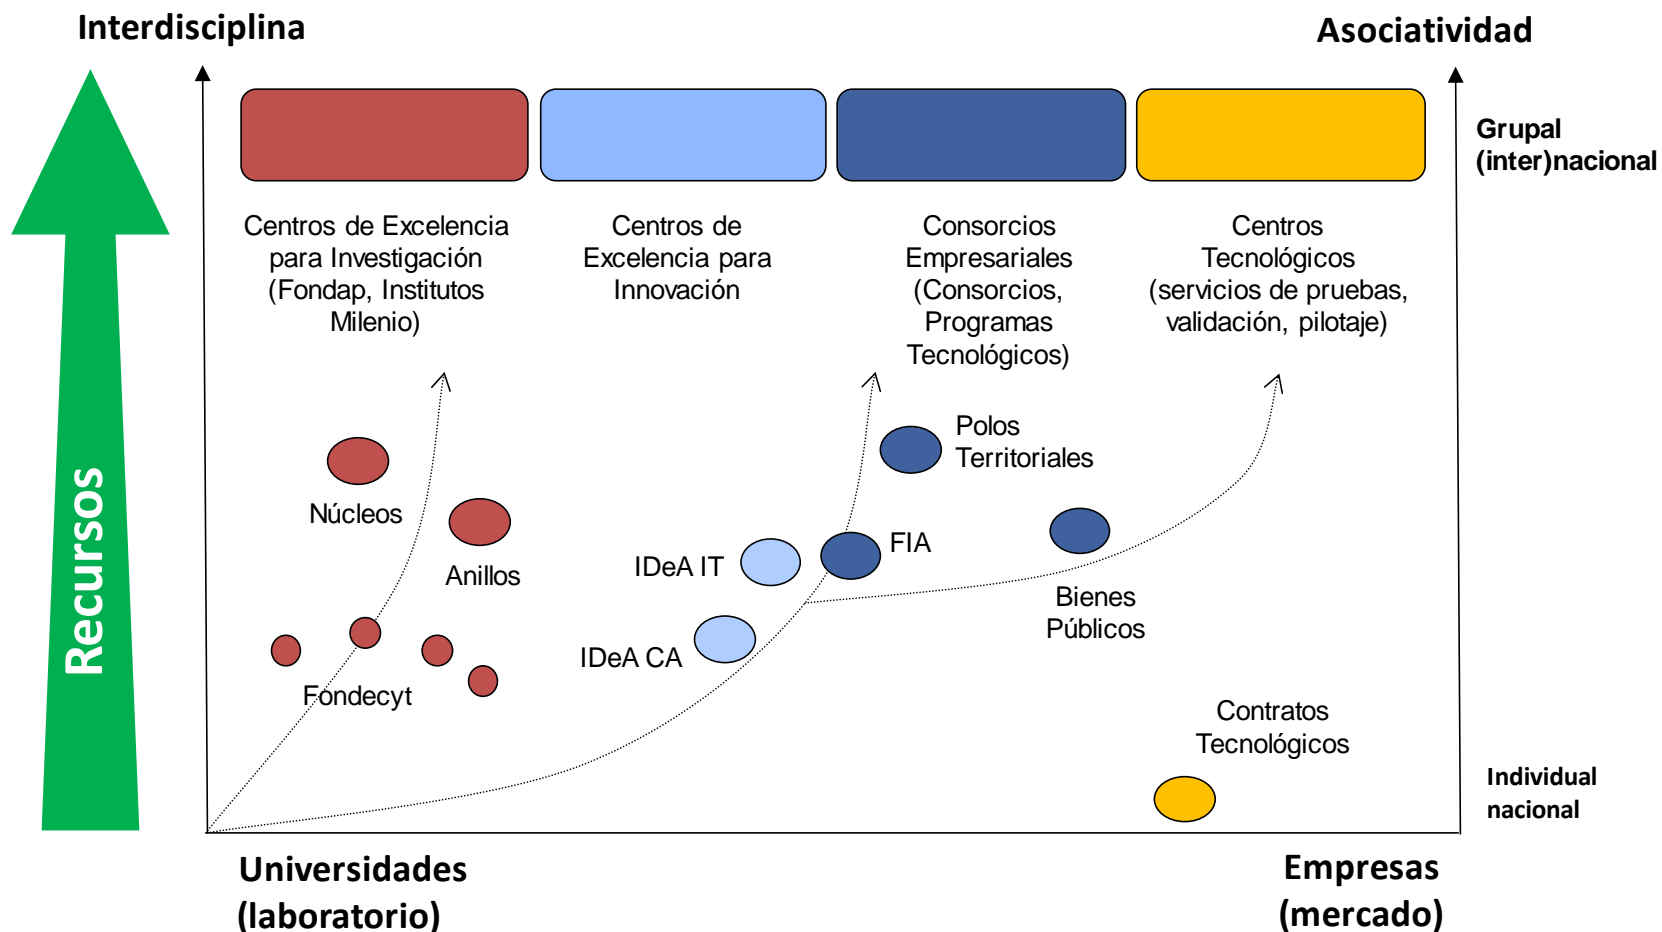 Interdisciplina
Asociatividad
Grupal
(inter)nacional
Centros de Excelencia
para Investigación
(Fondap, Institutos
Milenio)
Centros de
Excelencia para
Innovación
Consorcios
Empresariales
(Consorcios,
Programas
Tecnológicos)
Centros
Tecnológicos
(servicios de pruebas,
validación, pilotaje)
Recursos
Núcleos
Anillos
Fondecyt
IDeA IT
IDeA CA
FIA
Polos
Territoriales
Bienes
Públicos
Contratos
Tecnológicos
Individual
nacional
Universidades
(laboratorio)
Empresas
(mercado)